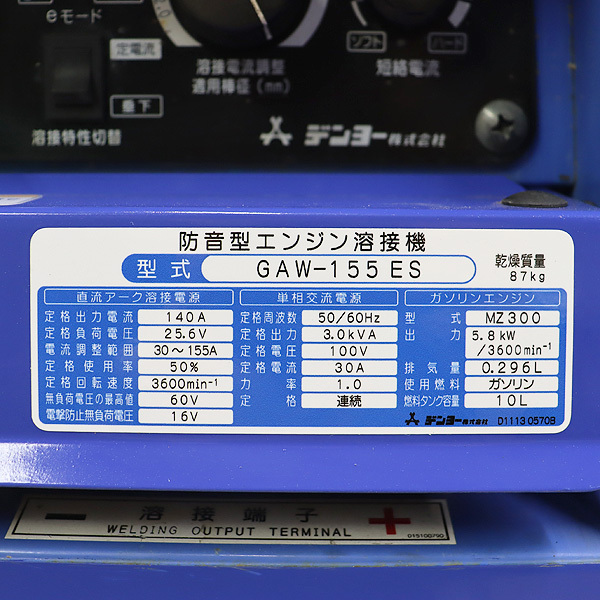 eモード
定電流
垂下
溶接特性切替
溶接電流調整
適用棒径(mm)
ソフト
ハード
短絡電流
デンヨー株式会社
防音型エンジン溶接機
型式 GAW-155ES
乾燥質量
87kg
直流アーク溶接電源
定格出力電流 140A
定格負荷電圧 25.6V
電流調整範囲 30～155A
定格使用率 50%
定格回転速度 3600min⁻¹
無負荷電圧の最高値 60V
電撃防止無負荷電圧 16V
単相交流電源
定格周波数 50/60Hz
定格出力 3.0kVA
定格電圧 100V
定格電流 30A
力率 1.0
定格 連続
ガソリンエンジン
型式 MZ300
出力 5.8kW
/3600min⁻¹
排気量 0.296L
使用燃料 ガソリン
燃料タンク容量 10L
デンヨー株式会社 D111305708
− 溶接端子 +
WELDING OUTPUT TERMINAL